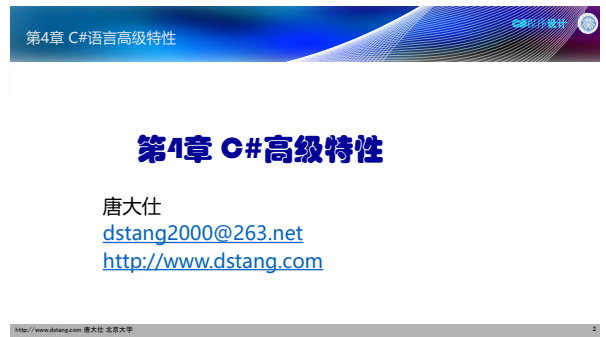 C#程序设计
第4章 C#语言高级特性
第4章 C#高级特性
唐大仕
dstang2000@263.net
http://www.dstang.com
http://www.dstang.com 唐大仕 北京大学
2